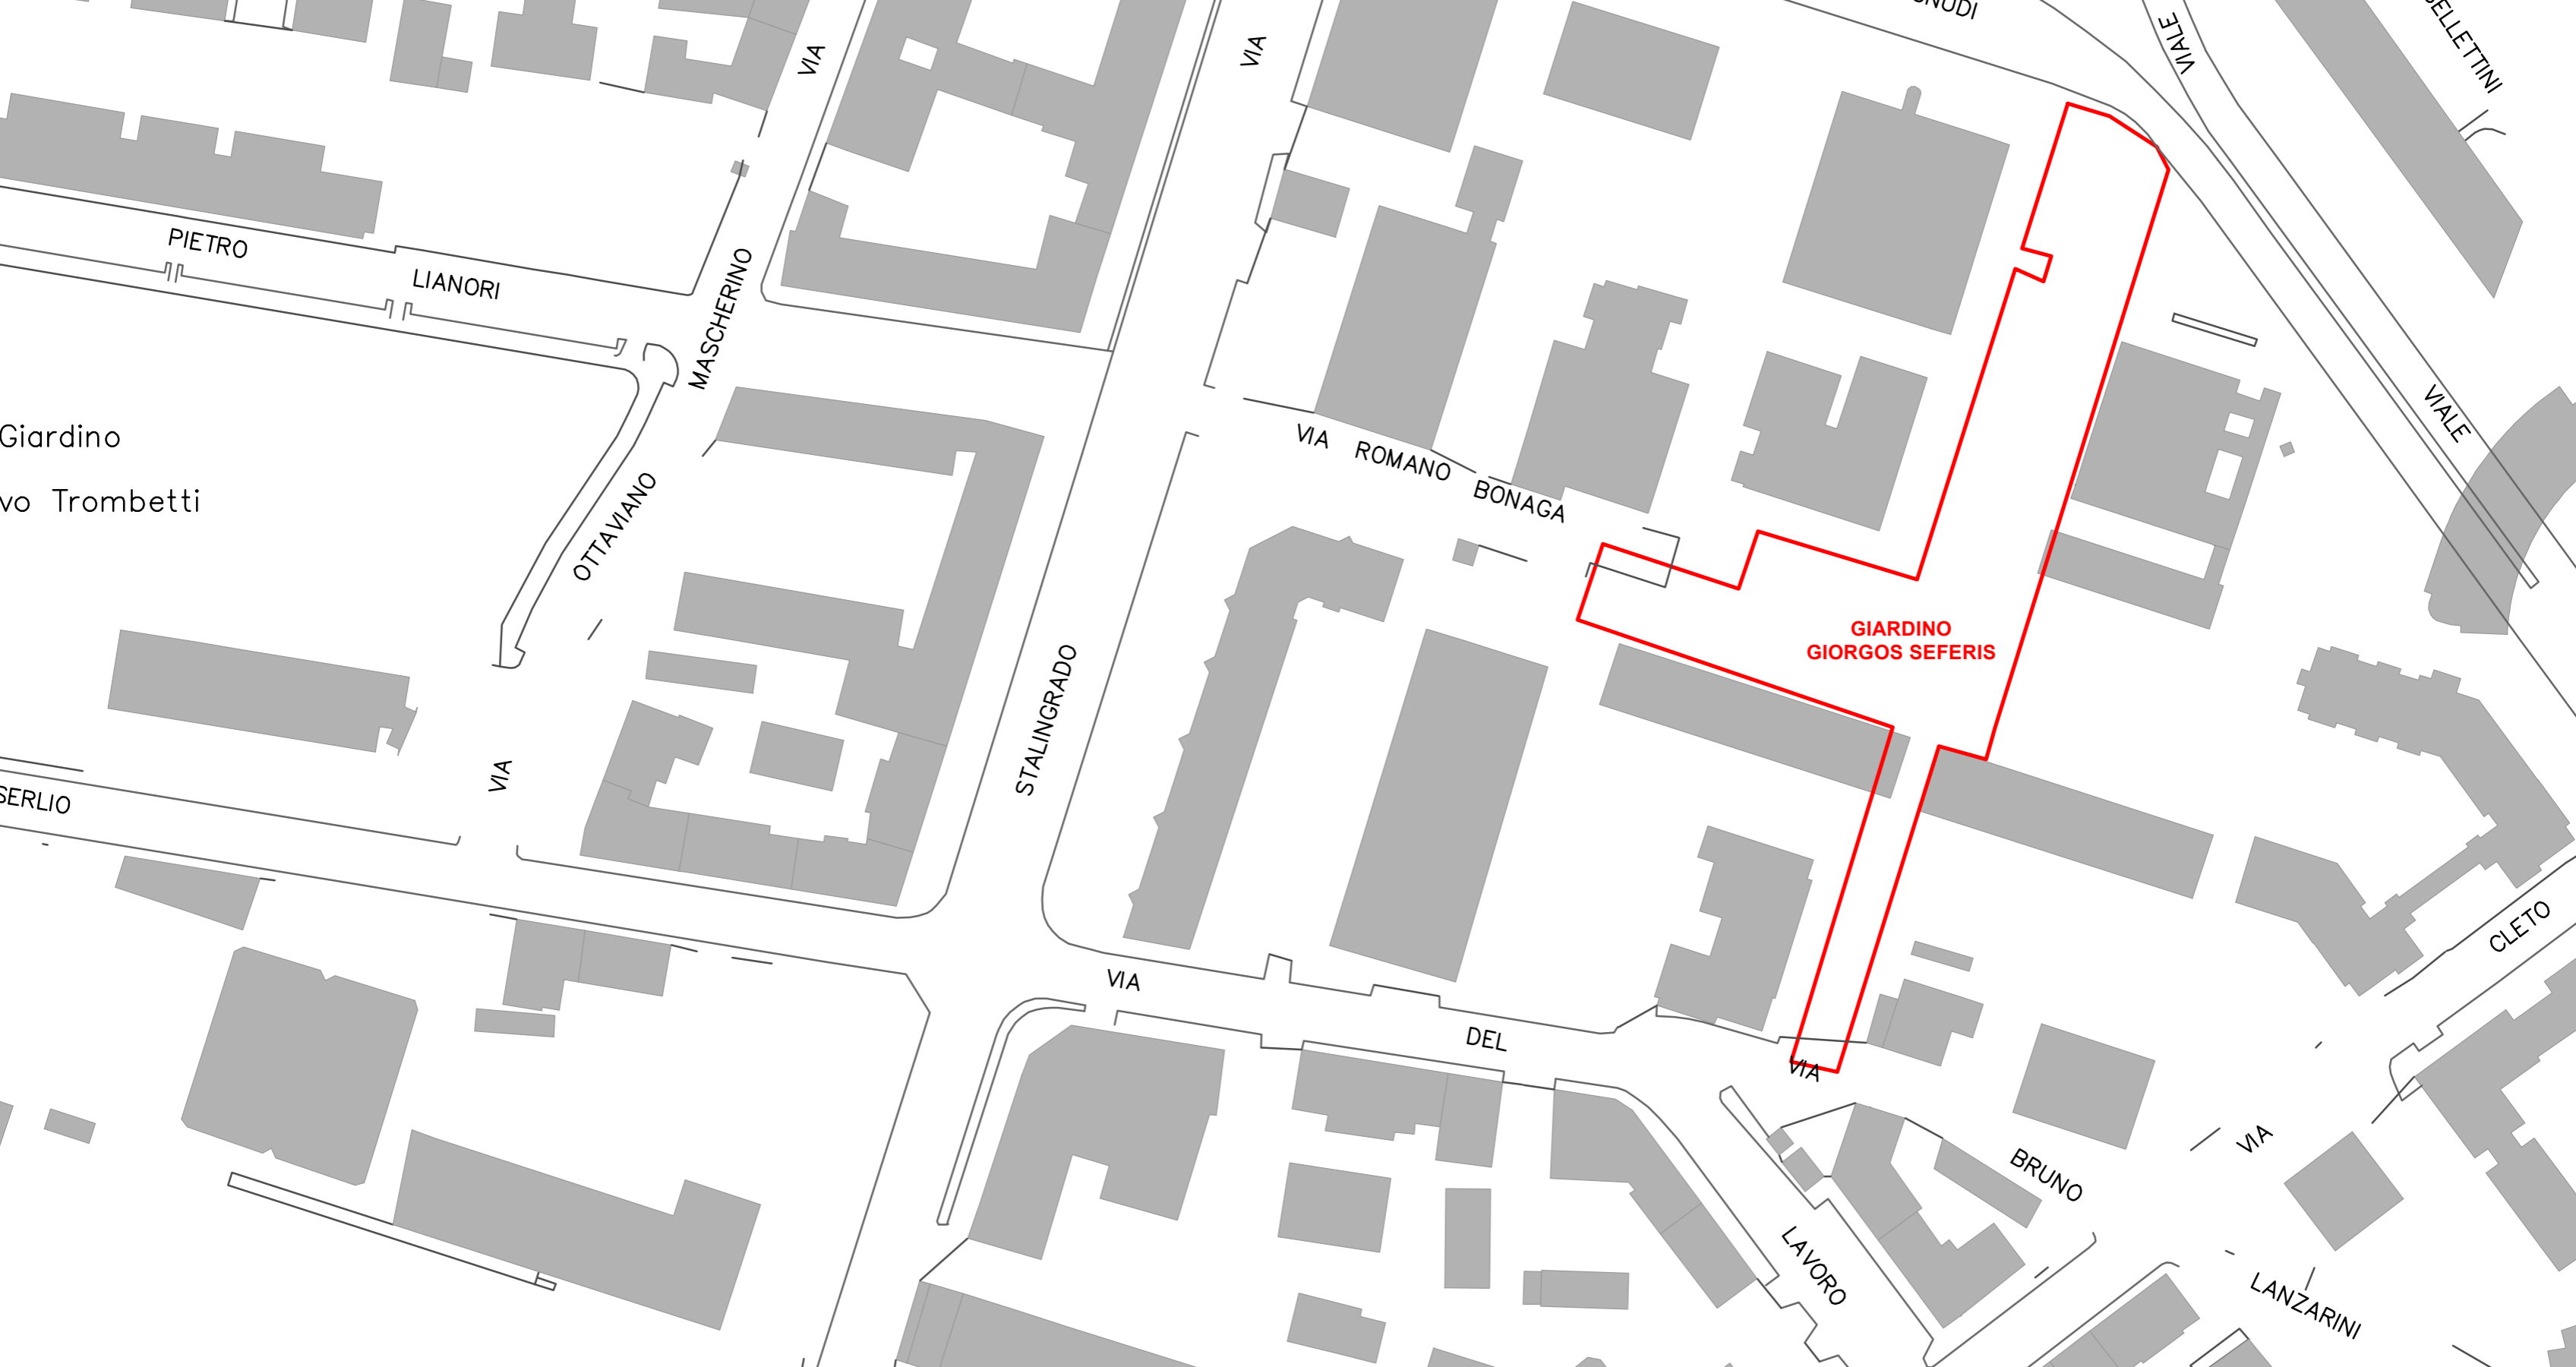 VIA
VIA
VIALE
PIETRO
LIANORI
MASCHERINO
Giardino
VIA ROMANO BONAGA
VIALE
OTTAVIANO
GIARDINO
GIORGOS SEFERIS
STALINGRADO
VIA
SERLIO
VIA
DEL
VIA
CLETO
VIA
BRUNO
LAVORO
LANZARINI
Trombetti